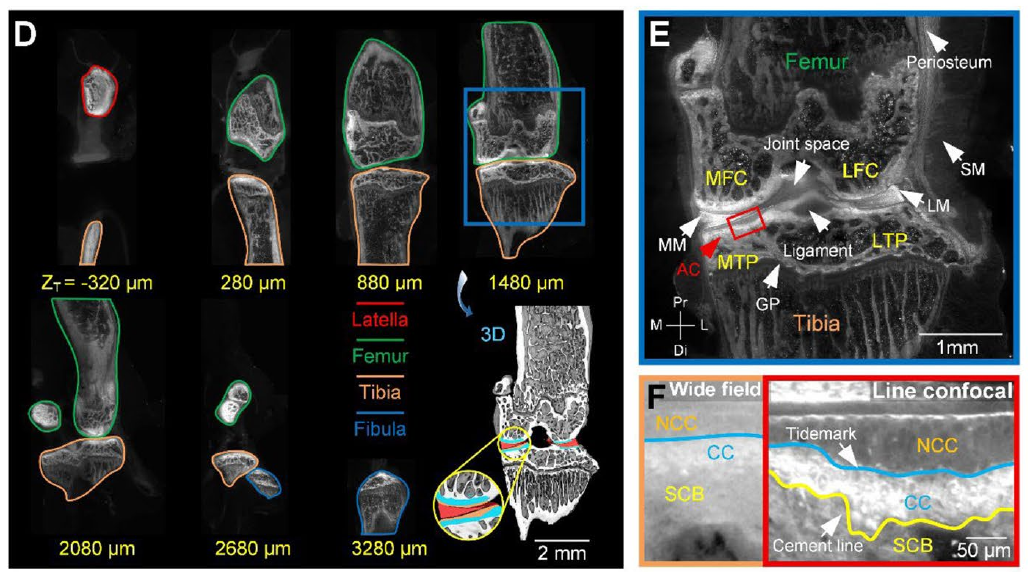 D
Z_T = -320 µm
280 µm
880 µm
1480 µm
3D
Latella
Femur
Tibia
Fibula
2080 µm
2680 µm
3280 µm
2 mm
E
Femur
Periosteum
Joint space
SM
MFC
LFC
LM
MM
Ligament
LTP
AC
MTP
GP
Pr
M
L
Di
Tibia
1mm
F
Wide field
NCC
CC
SCB
Line confocal
Tidemark
NCC
CC
Cement line
SCB
50 µm